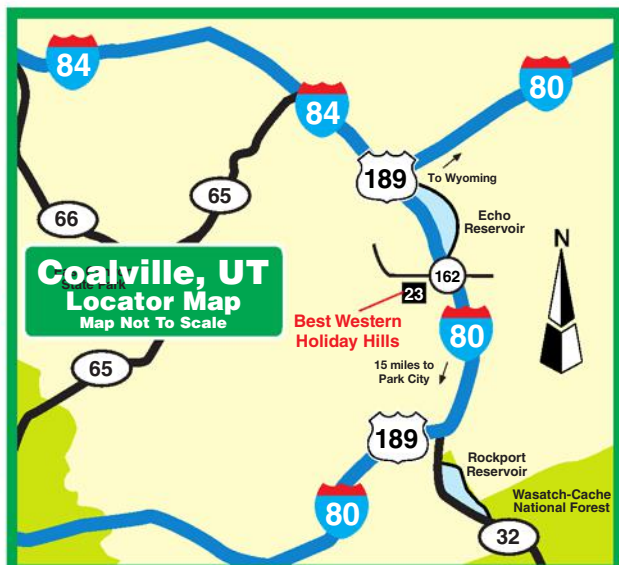 84
80
84
189
To Wyoming
65
66
Echo
Reservoir
N
Coalville, UT
State Park
Locator Map
Map Not To Scale
162
23
Best Western
Holiday Hills
80
15 miles to
Park City
65
189
Rockport
Reservoir
80
Wasatch-Cache
National Forest
32